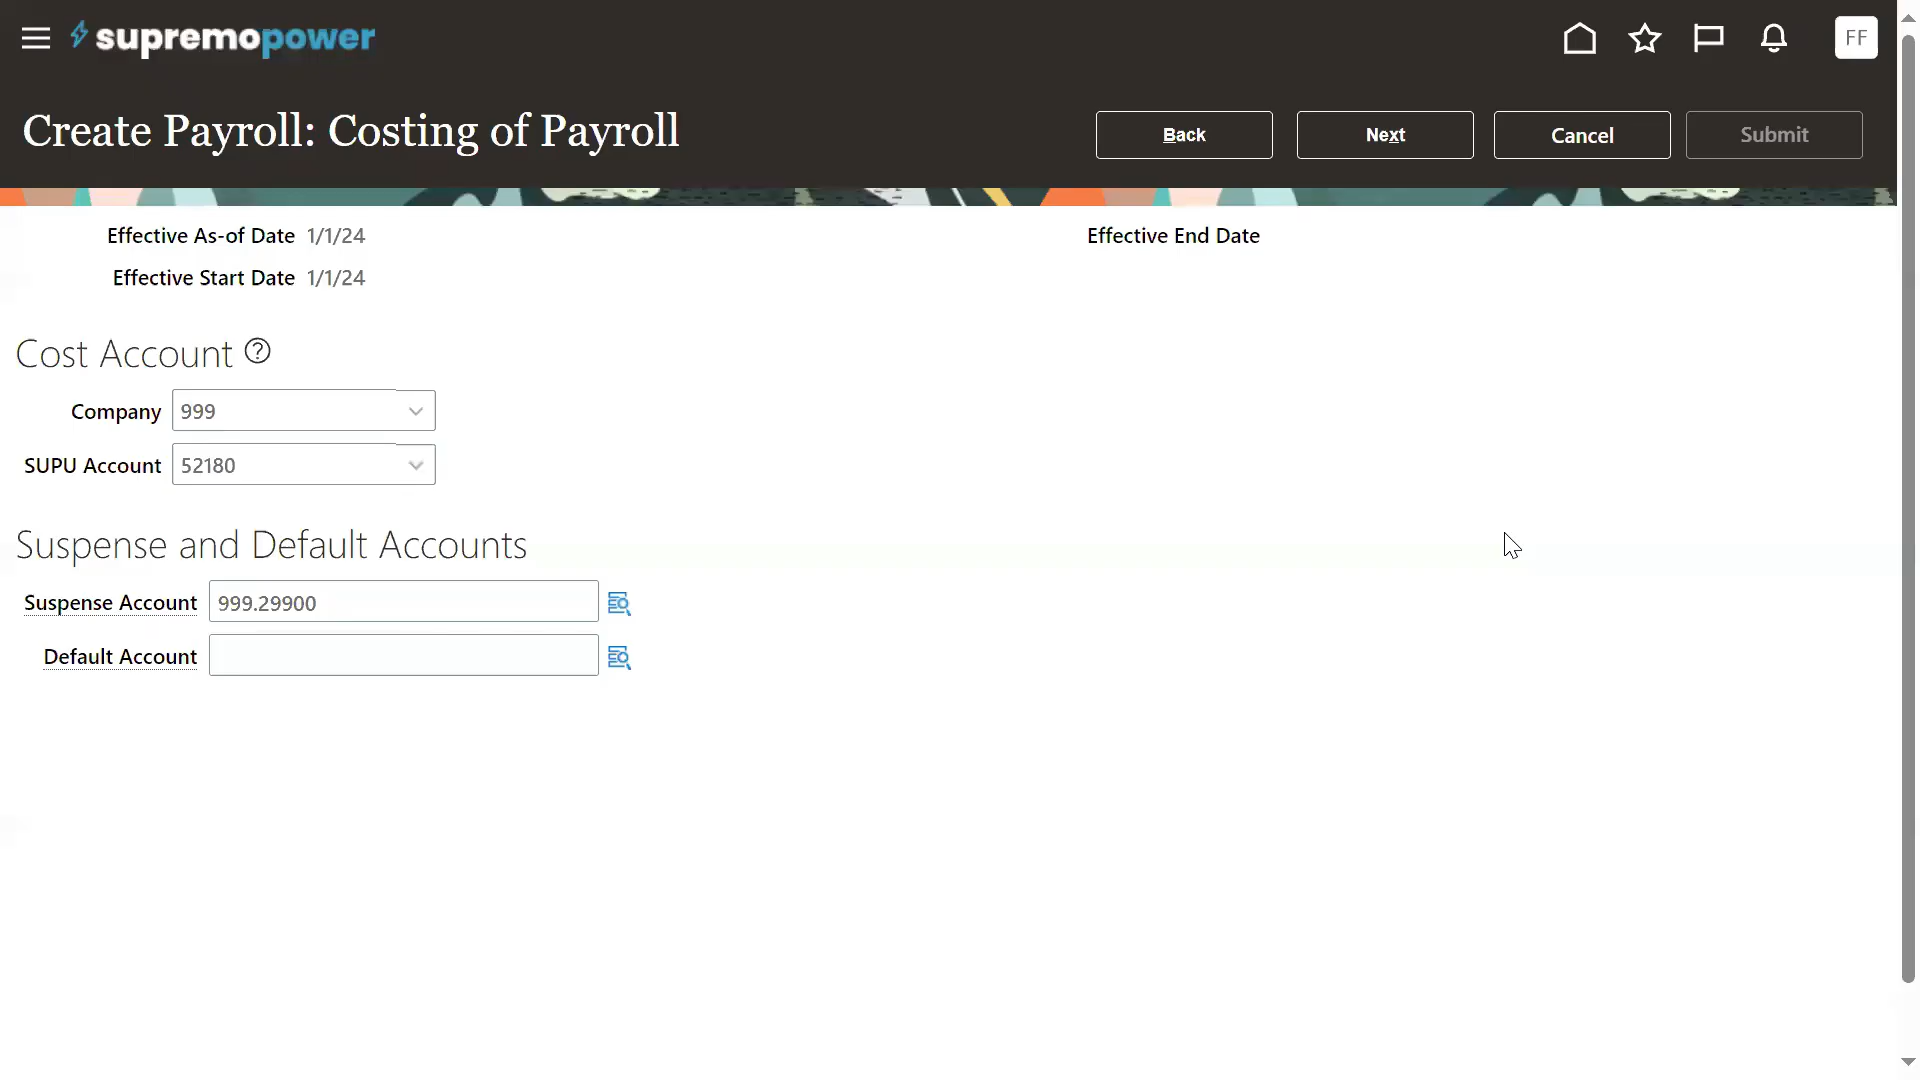 supremopower
FF
Create Payroll: Costing of Payroll
Back
Next
Cancel
Submit
Effective As-of Date 1/1/24
Effective End Date
Effective Start Date 1/1/24
Cost Account ?
Company 999
SUPU Account 52180
Suspense and Default Accounts
Suspense Account 999.29900
Default Account